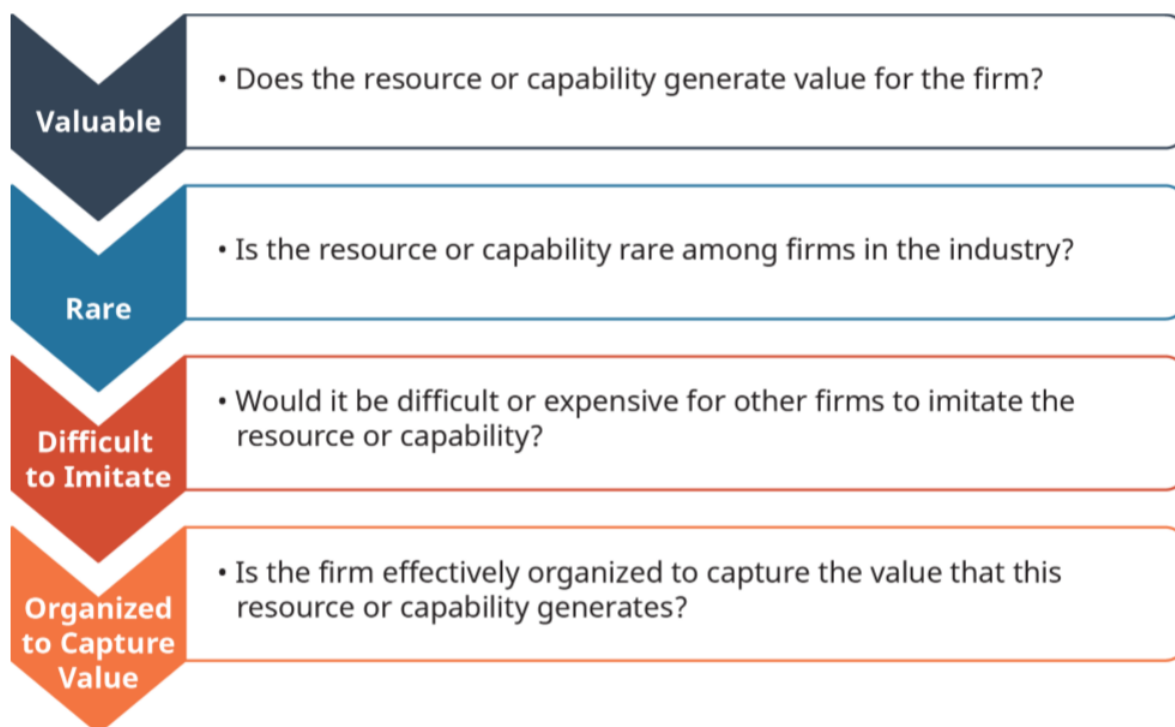 Valuable
• Does the resource or capability generate value for the firm?
Rare
• Is the resource or capability rare among firms in the industry?
Difficult
to Imitate
• Would it be difficult or expensive for other firms to imitate the
resource or capability?
Organized
to Capture
Value
• Is the firm effectively organized to capture the value that this
resource or capability generates?